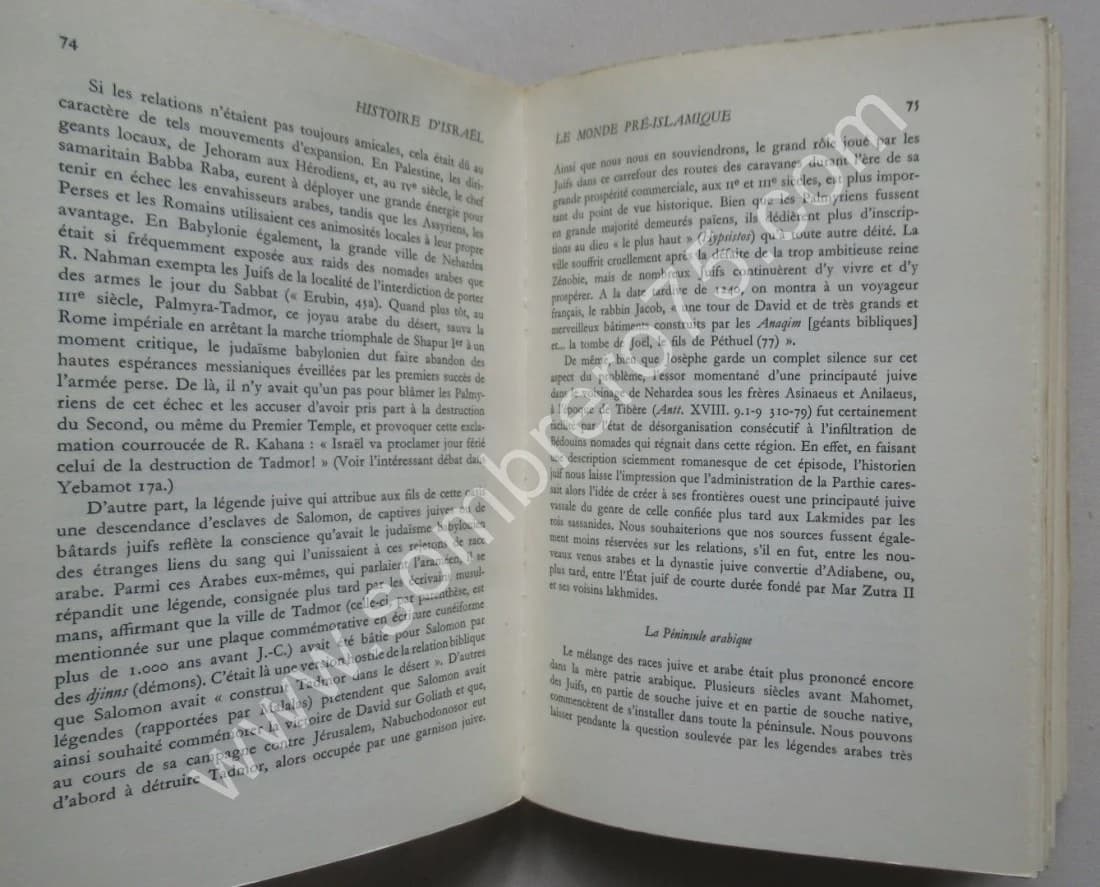 74
HISTOIRE D'ISRAËL
Si les relations n'étaient pas toujours amicales, cela était dû au
caractère de tels mouvements d'expansion. En Palestine, les diri-
geants locaux, de Jehoram aux Hérodiens, et, au IVe siècle, le chef
samaritain Babba Raba, eurent à déployer une grande énergie pour
tenir en échec les envahisseurs arabes, tandis que les Assyriens, les
Perses et les Romains utilisaient ces animosités locales à leur propre
avantage. En Babylonie également, la grande ville de Nehardea
était si fréquemment exposée aux raids des nomades arabes que
R. Nahman exempta les Juifs de la localité de l'interdiction de porter
des armes le jour du Sabbat (« Erubin, 45a). Quand plus tôt, au
IIIe siècle, Palmyra-Tadmor, ce joyau arabe du désert, sauva la
Rome impériale en arrêtant la marche triomphale de Shapur Ier à un
moment critique, le judaïsme babylonien dut faire abandon des
hautes espérances messianiques éveillées par les premiers succès de
l'armée perse. De là, il n'y avait qu'un pas pour blâmer les Palmy-
riens de cet échec et les accuser d'avoir pris part à la destruction
du Second, ou même du Premier Temple, et provoquer cette excla-
mation courroucée de R. Kahana : « Israël va proclamer jour férié
celui de la destruction de Tadmor! » (Voir l'intéressant débat dans
Yebamot 17a.)
D'autre part, la légende juive qui attribue aux fils de cette race
une descendance d'esclaves de Salomon, de captives juives ou de
bâtards juifs reflète la conscience qu'avait le judaïsme babylonien
des étranges liens du sang qui l'unissaient à ces rejetons de race
arabe. Parmi ces Arabes eux-mêmes, qui parlaient l'araméen, se
répandit une légende, consignée plus tard par les écrivains musul-
mans, affirmant que la ville de Tadmor (celle-ci, par parenthèse, est
mentionnée sur une plaque commémorative en écriture cunéiforme
plus de 1.000 ans avant J.-C.) avait été bâtie pour Salomon par
des djinns (démons). C'était là une version hostile de la relation biblique
que Salomon avait « construit Tadmor dans le désert ». D'autres
légendes (rapportées par Malalas) prétendent que Salomon avait
ainsi souhaité commémorer la victoire de David sur Goliath et que,
au cours de sa campagne contre Jérusalem, Nabuchodonosor eut
d'abord à détruire Tadmor, alors occupée par une garnison juive.
LE MONDE PRÉ-ISLAMIQUE
75
Ainsi que nous nous en souviendrons, le grand rôle joué par les
Juifs dans ce carrefour des routes des caravanes durant l'ère de sa
grande prospérité commerciale, aux IIe et IIIe siècles, est plus impor-
tant du point de vue historique. Bien que les Palmyriens fussent
en grande majorité demeurés païens, ils dédièrent plus d'inscrip-
tions au dieu « le plus haut » (Hypsistos) qu'à toute autre déité. La
ville souffrit cruellement après la défaite de la trop ambitieuse reine
Zénobie, mais de nombreux Juifs continuèrent d'y vivre et d'y
prospérer. A la date tardive de 1240, on montra à un voyageur
français, le rabbin Jacob, « une tour de David et de très grands et
merveilleux bâtiments construits par les Anaqim [géants bibliques]
et... la tombe de Joël, le fils de Péthuel (77) ».
De même, bien que Josèphe garde un complet silence sur cet
aspect du problème, l'essor momentané d'une principauté juive
dans le voisinage de Nehardea sous les frères Asinaeus et Anilaeus,
à l'époque de Tibère (Antt. XVIII. 9.1-9 310-79) fut certainement
facilité par l'état de désorganisation consécutif à l'infiltration de
Bédouins nomades qui régnait dans cette région. En effet, en faisant
une description sciemment romanesque de cet épisode, l'historien
juif nous laisse l'impression que l'administration de la Parthie cares-
sait alors l'idée de créer à ses frontières ouest une principauté juive
vassale du genre de celle confiée plus tard aux Lakmides par les
rois sassanides. Nous souhaiterions que nos sources fussent égale-
ment moins réservées sur les relations, s'il en fut, entre les nou-
veaux venus arabes et la dynastie juive convertie d'Adiabene, ou,
plus tard, entre l'État juif de courte durée fondé par Mar Zutra II
et ses voisins lakhmides.
La Péninsule arabique
Le mélange des races juive et arabe était plus prononcé encore
dans la mère patrie arabique. Plusieurs siècles avant Mahomet,
des Juifs, en partie de souche juive et en partie de souche native,
commencèrent de s'installer dans toute la péninsule. Nous pouvons
laisser pendante la question soulevée par les légendes arabes très
www.sombrero75.com